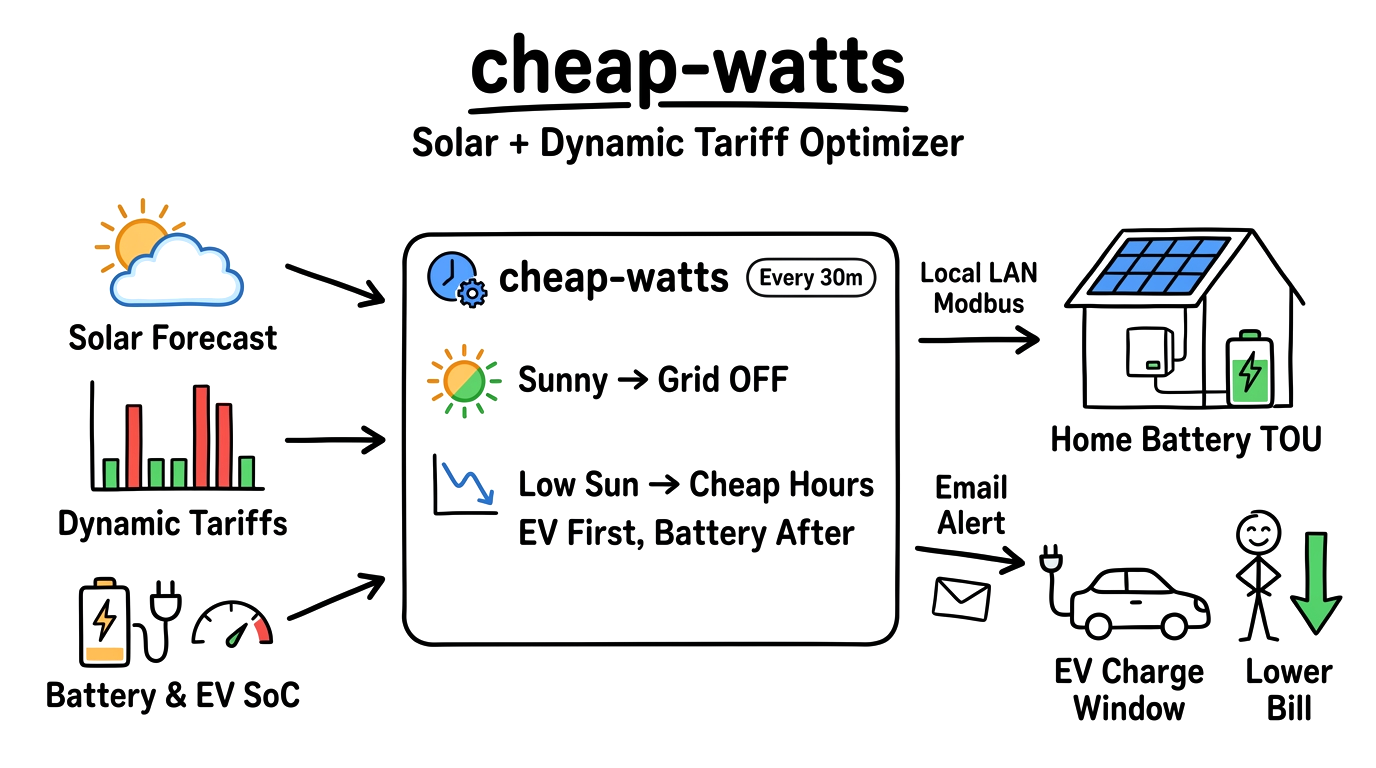 cheap-watts
Solar + Dynamic Tariff Optimizer
Solar Forecast
Dynamic Tariffs
Battery & EV SoC
cheap-watts
Every 30m
Sunny → Grid OFF
Low Sun → Cheap Hours
EV First, Battery After
Local LAN
Modbus
Home Battery TOU
Email
Alert
EV Charge
Window
Lower
Bill